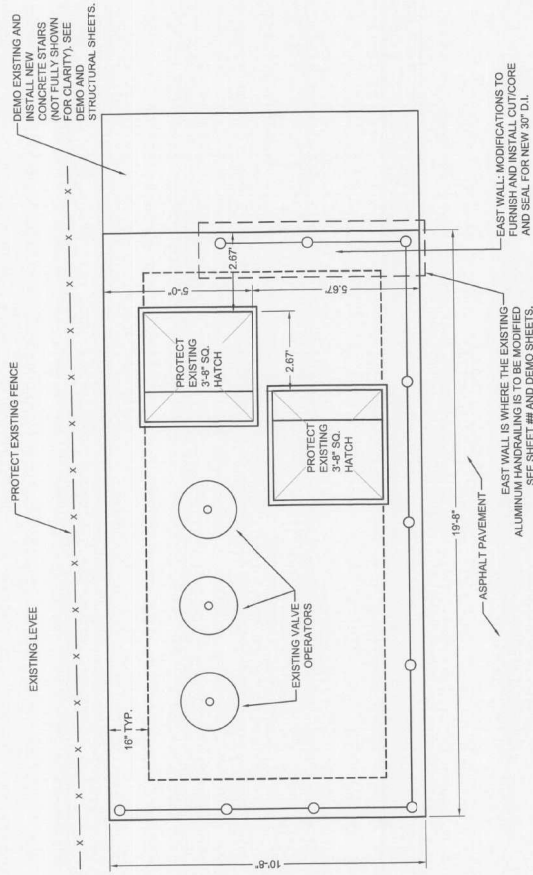 EXISTING LEVEE
PROTECT EXISTING FENCE
X X X X X X X X X X X
DEMO EXISTING AND
INSTALL NEW
CONCRETE STAIRS
(NOT FULLY SHOWN
FOR CLARITY). SEE
DEMO AND
STRUCTURAL SHEETS.
16" TYP.
EXISTING VALVE
OPERATORS
PROTECT
EXISTING
3'-8" SQ.
HATCH
PROTECT
EXISTING
3'-8" SQ.
HATCH
5'-0"
2.67'
2.67'
5.67'
10'-8"
19'-8"
ASPHALT PAVEMENT
EAST WALL IS WHERE THE EXISTING
ALUMINUM HANDRAILING IS TO BE MODIFIED
SEE SHEET ## AND DEMO SHEETS.
EAST WALL: MODIFICATIONS TO
FURNISH AND INSTALL CUT/CORE
AND SEAL FOR NEW 30" D.I.